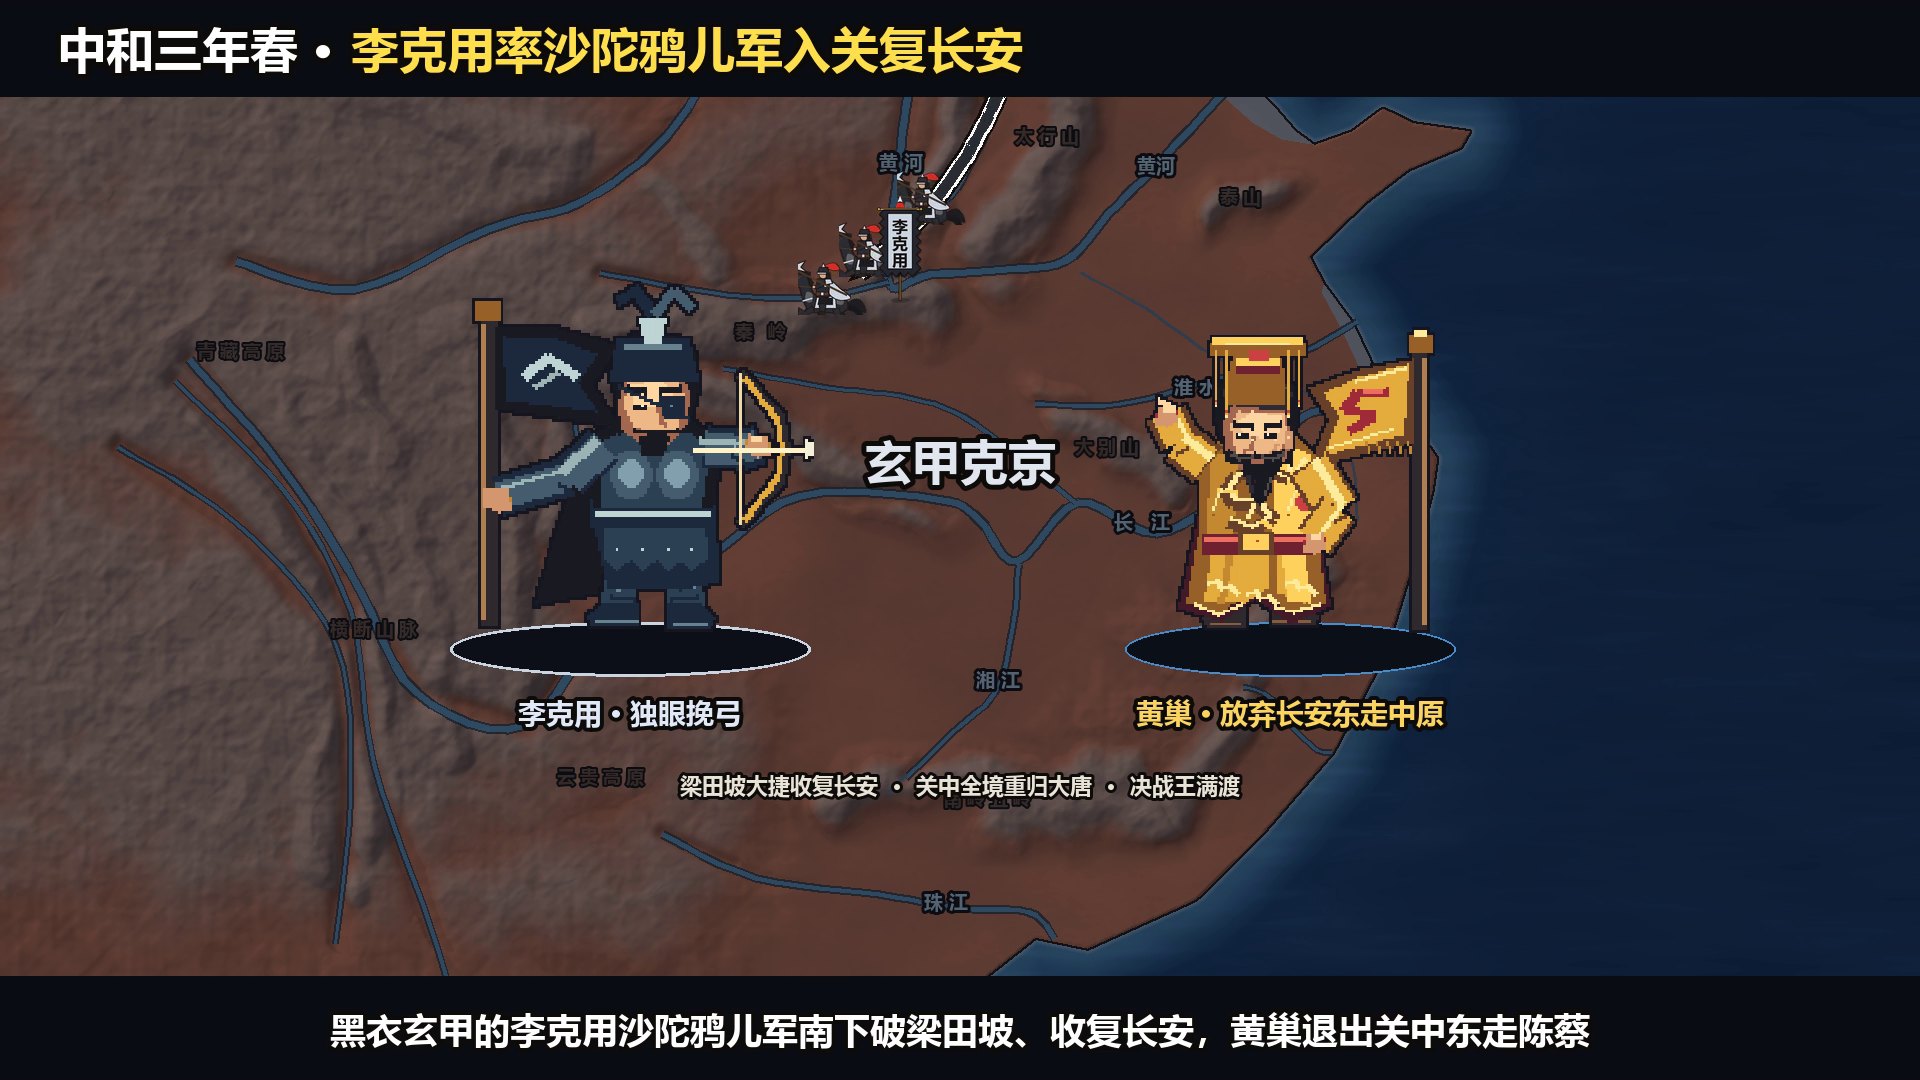 中和三年春·李克用率沙陀鸦儿军入关复长安
太行山
黄河
黄河
泰山
李克用
秦岭
青藏高原
淮水
玄甲克京
大别山
长江
横断山脉
湘江
李克用·独眼挽弓
黄巢·放弃长安东走中原
云贵高原
梁田坡大捷收复长安 · 关中全境重归大唐 · 决战王满渡
珠江
黑衣玄甲的李克用沙陀鸦儿军南下破梁田坡、收复长安，黄巢退出关中东走陈蔡